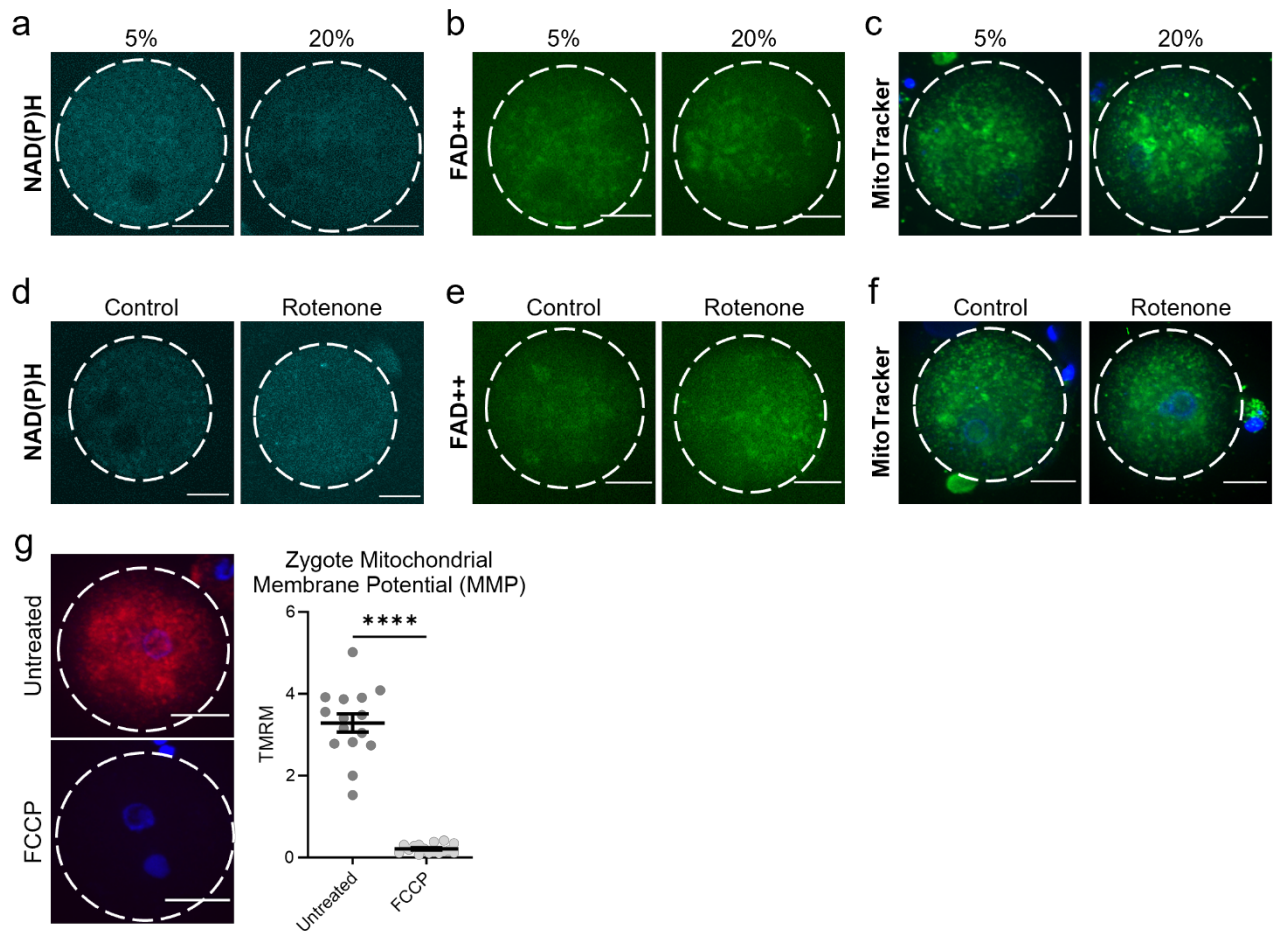 a
5%
20%
NAD(P)H
b
5%
20%
FAD++
c
5%
20%
MitoTracker
d
Control
Rotenone
NAD(P)H
e
Control
Rotenone
FAD++
f
Control
Rotenone
MitoTracker
g
Untreated
FCCP
Zygote Mitochondrial
Membrane Potential (MMP)
TMRM
6
4
2
0
****
Untreated
FCCP